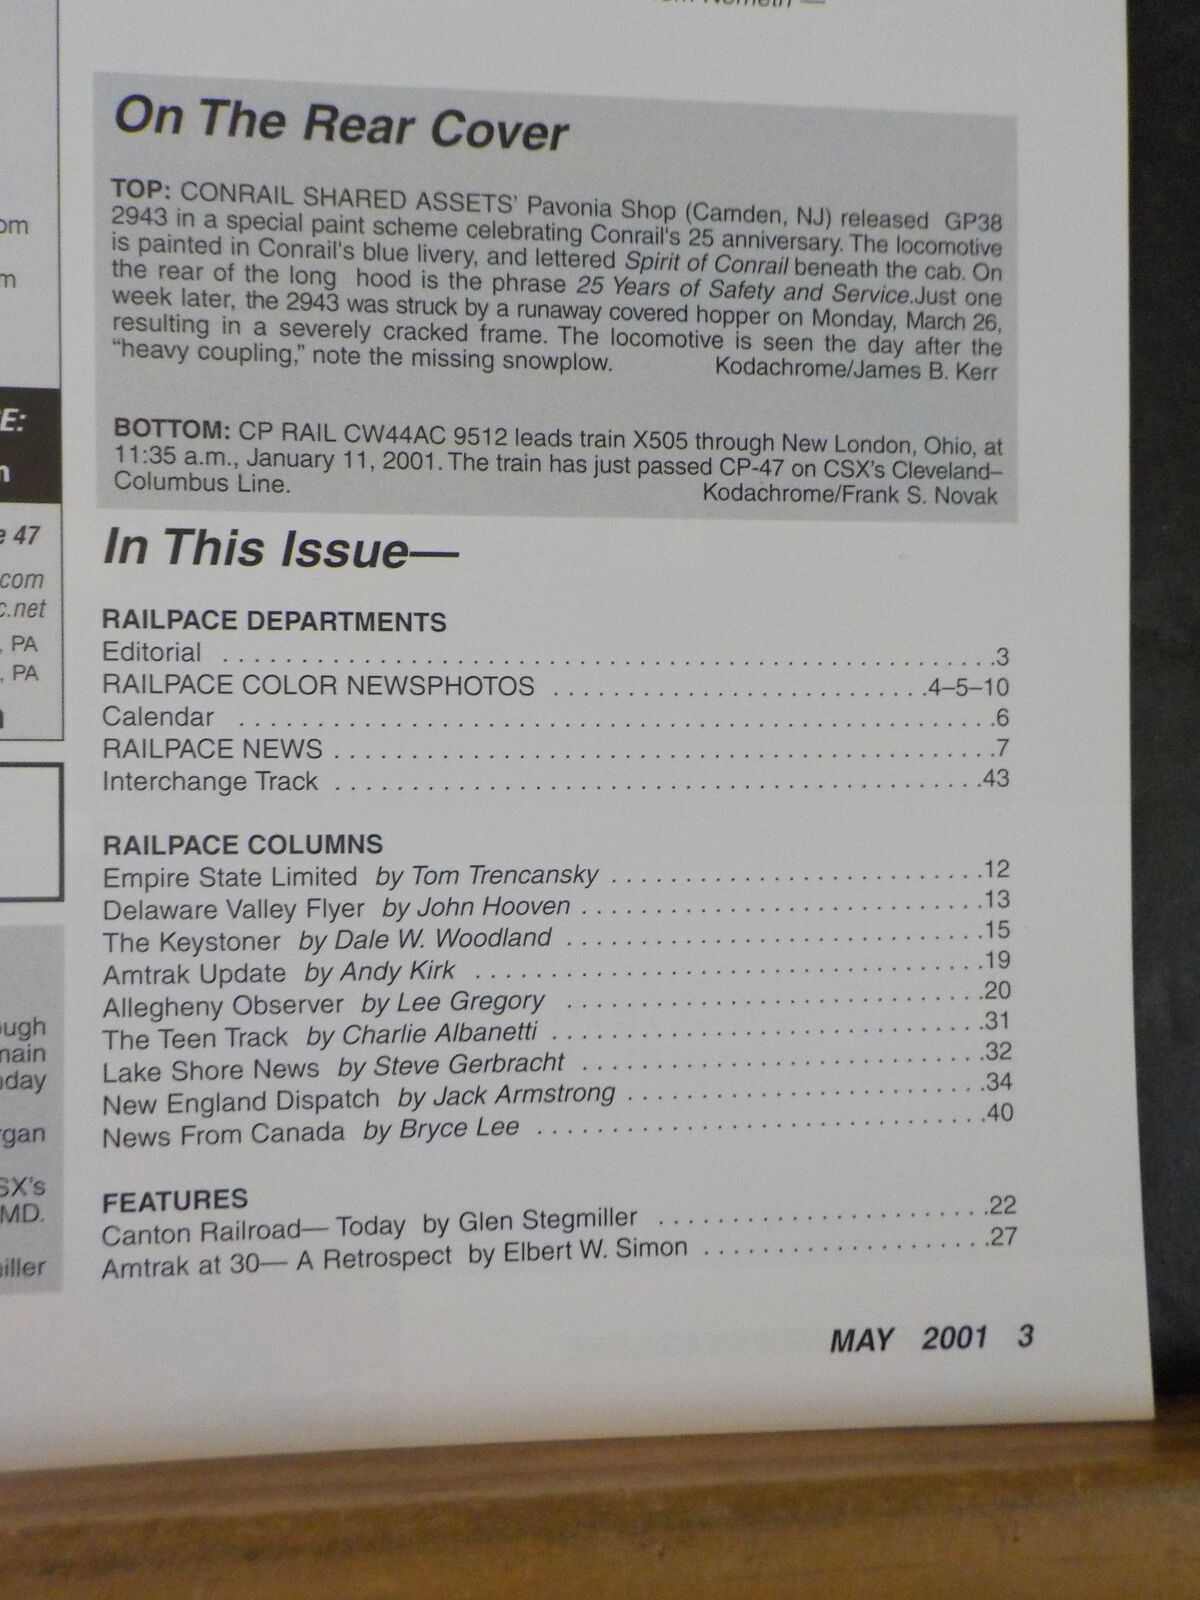 On The Rear Cover
TOP: CONRAIL SHARED ASSETS' Pavonia Shop (Camden, NJ) released GP38
2943 in a special paint scheme celebrating Conrail's 25 anniversary. The locomotive
is painted in Conrail's blue livery, and lettered Spirit of Conrail beneath the cab. On
the rear of the long hood is the phrase 25 Years of Safety and Service.Just one
week later, the 2943 was struck by a runaway covered hopper on Monday, March 26,
resulting in a severely cracked frame. The locomotive is seen the day after the
“heavy coupling,” note the missing snowplow. Kodachrome/James B. Kerr
BOTTOM: CP RAIL CW44AC 9512 leads train X505 through New London, Ohio, at
11:35 a.m., January 11, 2001. The train has just passed CP-47 on CSX's Cleveland–
Columbus Line. Kodachrome/Frank S. Novak
In This Issue—
RAILPACE DEPARTMENTS
Editorial 3
RAILPACE COLOR NEWSPHOTOS 4–5–10
Calendar 6
RAILPACE NEWS 7
Interchange Track 43
RAILPACE COLUMNS
Empire State Limited by Tom Trencansky 12
Delaware Valley Flyer by John Hooven 13
The Keystoner by Dale W. Woodland 15
Amtrak Update by Andy Kirk 19
Allegheny Observer by Lee Gregory 20
The Teen Track by Charlie Albanetti 31
Lake Shore News by Steve Gerbracht 32
New England Dispatch by Jack Armstrong 34
News From Canada by Bryce Lee 40
FEATURES
Canton Railroad— Today by Glen Stegmiller 22
Amtrak at 30— A Retrospect by Elbert W. Simon 27
MAY 2001 3
47
.com
c.net
, PA
, PA
SX's
MD.